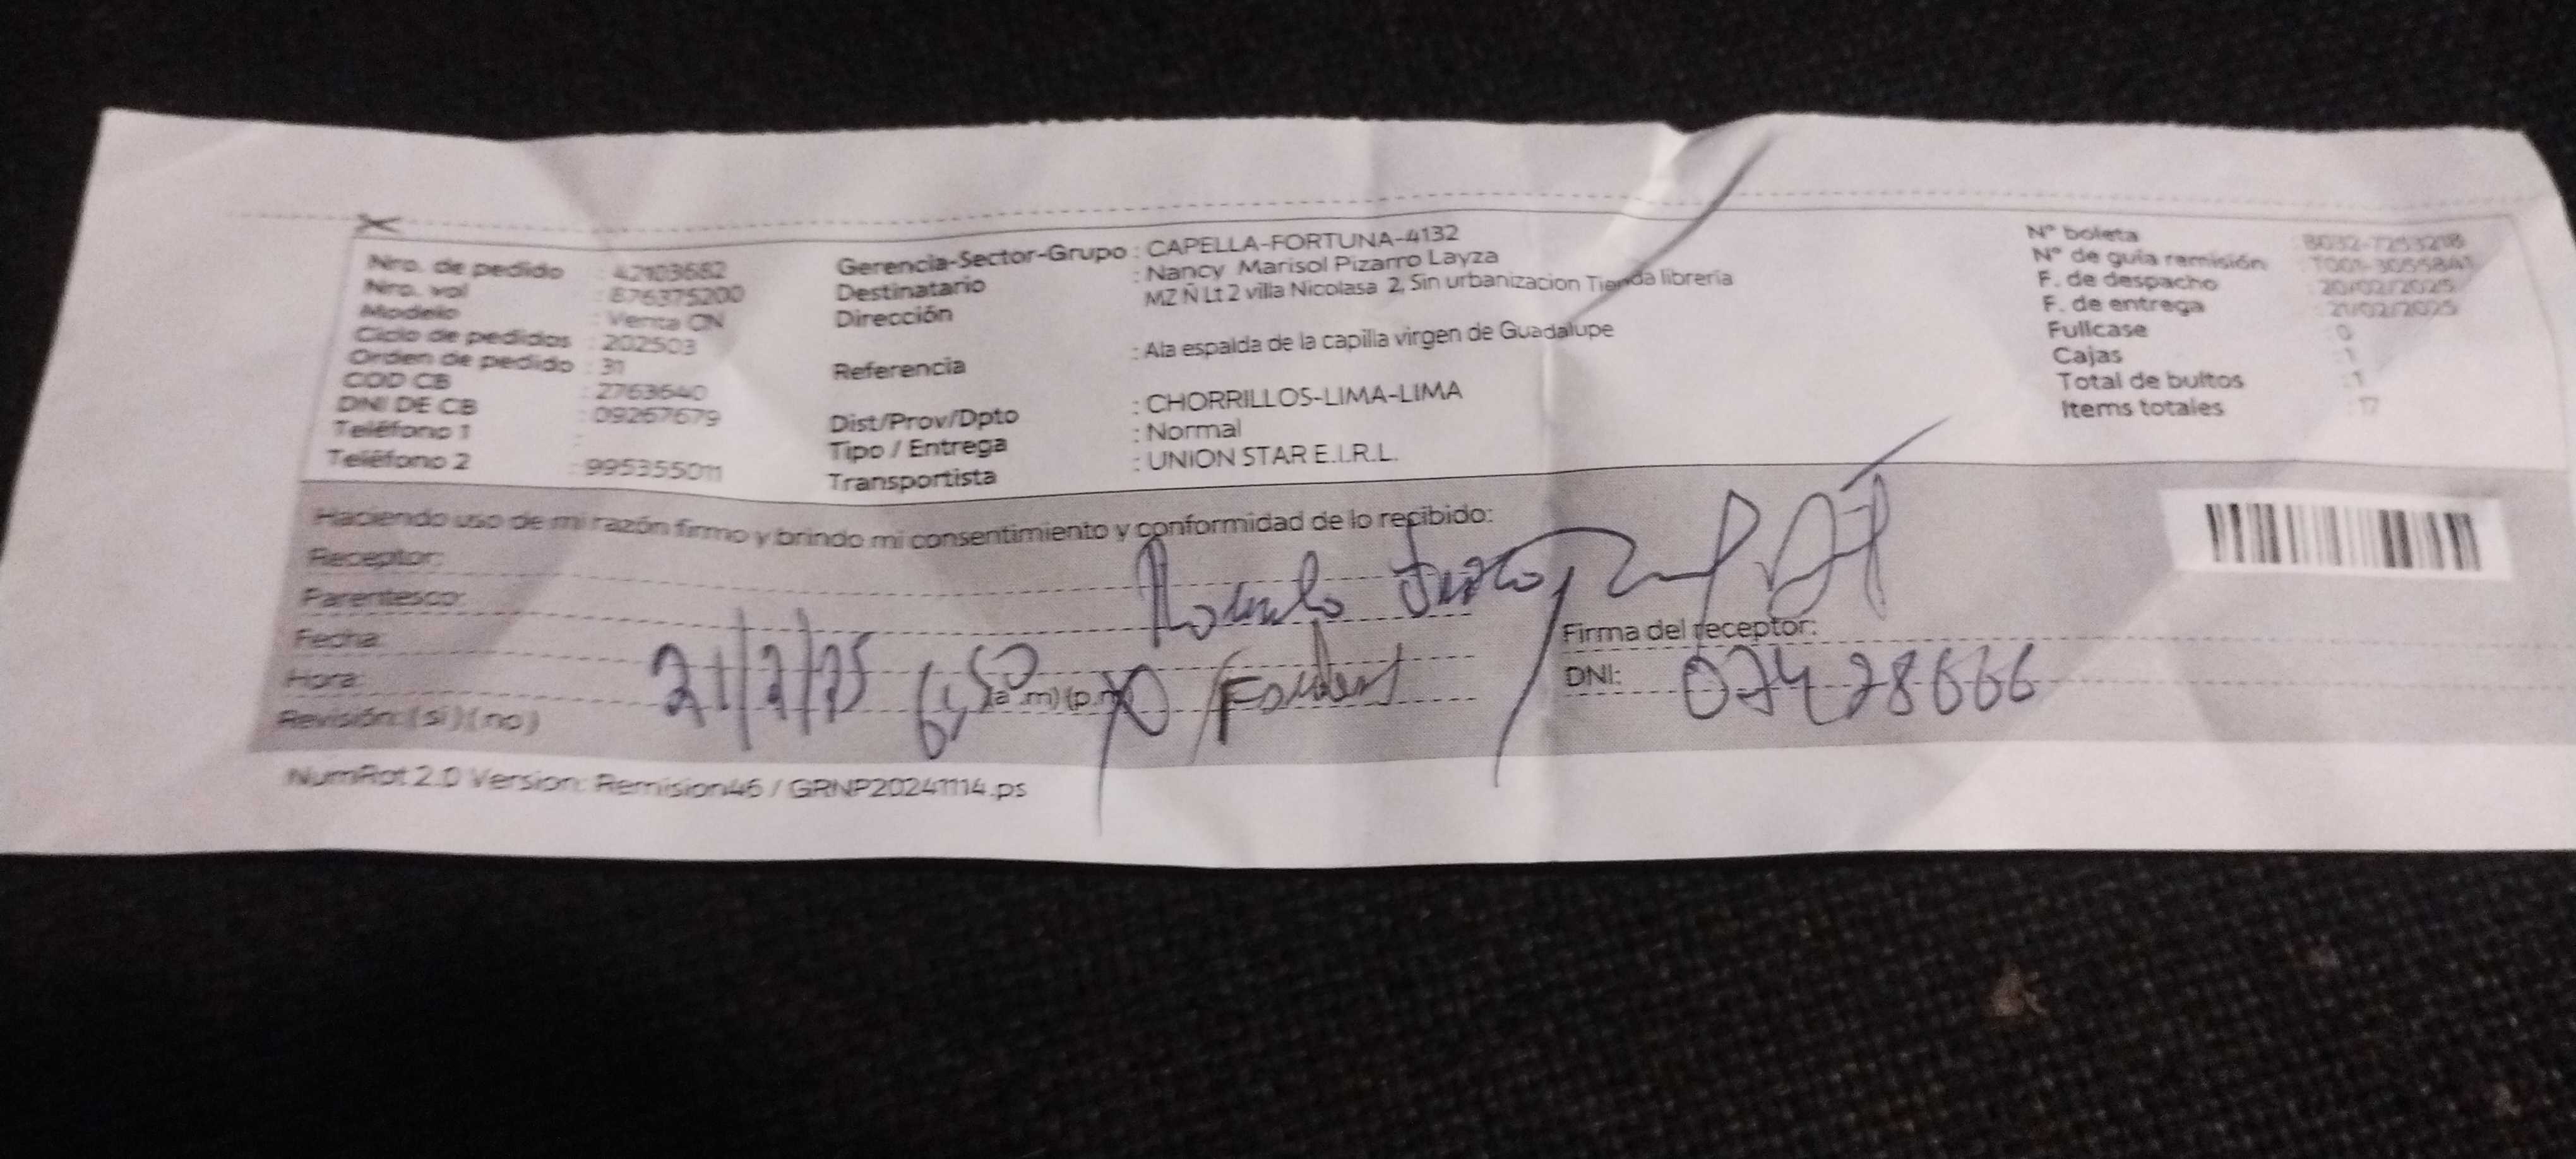 Nro. de pedido : 42103682
Nro. vol : 676375200
Modelo : Venta CN
Ciclo de pedidos : 202503
Orden de pedido : 31
COD CB : 2763640
DNI DE CB : 09267679
Teléfono 1 :
Teléfono 2 : 995355011
Gerencia-Sector-Grupo : CAPELLA-FORTUNA-4132
Destinatario : Nancy Marisol Pizarro Layza
Dirección : MZ Ñ Lt 2 villa Nicolasa 2, Sin urbanizacion Tienda librería
Referencia : Ala espalda de la capilla virgen de Guadalupe
Dist/Prov/Dpto : CHORRILLOS-LIMA-LIMA
Tipo / Entrega : Normal
Transportista : UNION STAR E.I.R.L.
N° boleta
N° de guía remisión
F. de despacho : 20/02/2025
F. de entrega : 21/02/2025
Fullcase : 0
Cajas : 1
Total de bultos : 1
Items totales : 17
Haciendo uso de mi razón firmo y brindo mi consentimiento y conformidad de lo recibido:
Receptor:
Parentesco:
Fecha: 21/2/25
Hora: 6,50 (a.m)(p.m)
Revisión: (si)(no)
Firma del receptor:
DNI: 07428666
NumRot 2.0 Version: Remision46 / GRNP20241114.ps